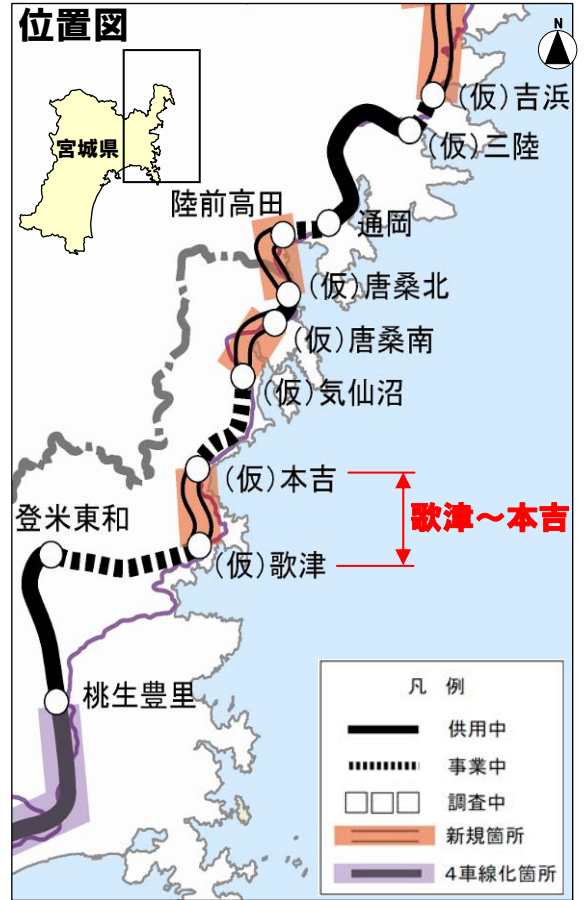 位置図
N
宮城県
(仮)吉浜
(仮)三陸
陸前高田
通岡
(仮)唐桑北
(仮)唐桑南
(仮)気仙沼
(仮)本吉
歌津～本吉
登米東和
(仮)歌津
桃生豊里
凡 例
供用中
事業中
調査中
新規箇所
4車線化箇所